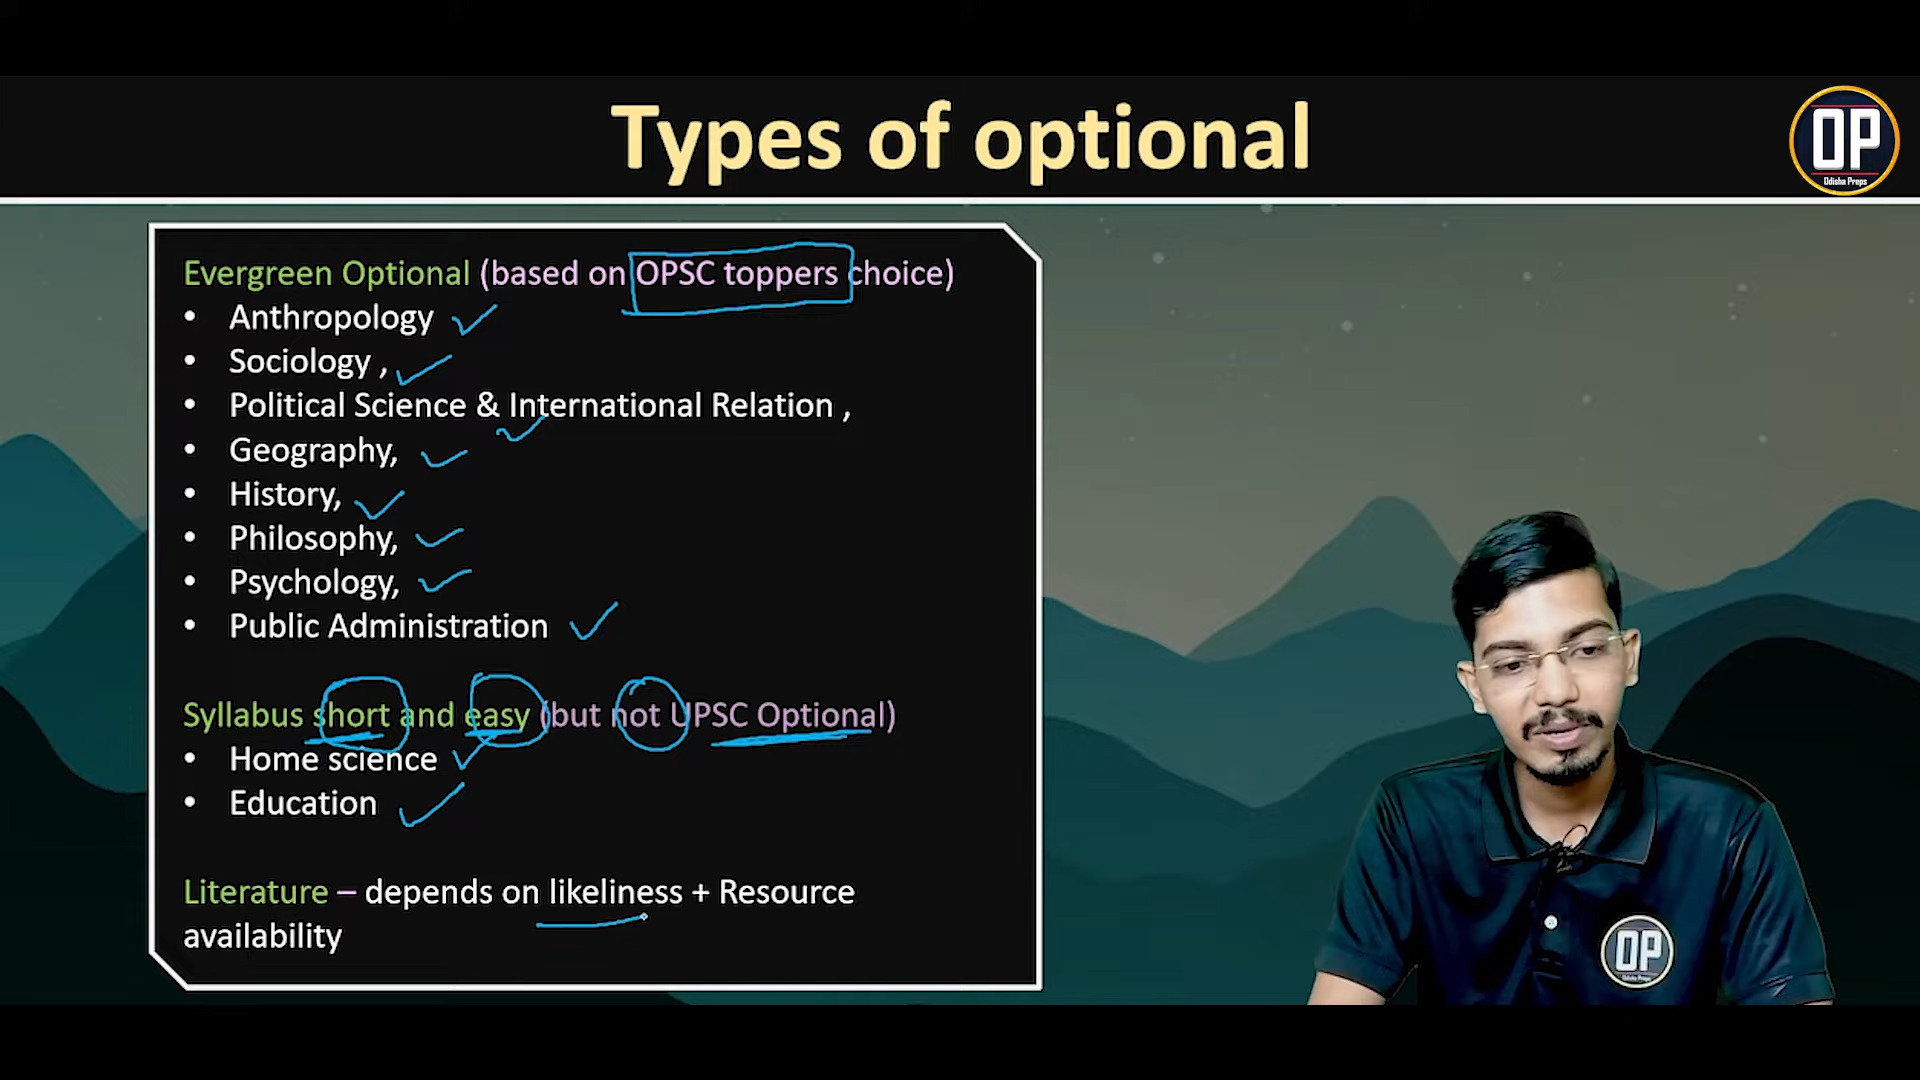 Types of optional
OP
Odisha Preps
Evergreen Optional (based on OPSC toppers choice)
• Anthropology
• Sociology ,
• Political Science & International Relation ,
• Geography,
• History,
• Philosophy,
• Psychology,
• Public Administration
Syllabus short and easy (but not UPSC Optional)
• Home science
• Education
Literature – depends on likeliness + Resource
availability
OP